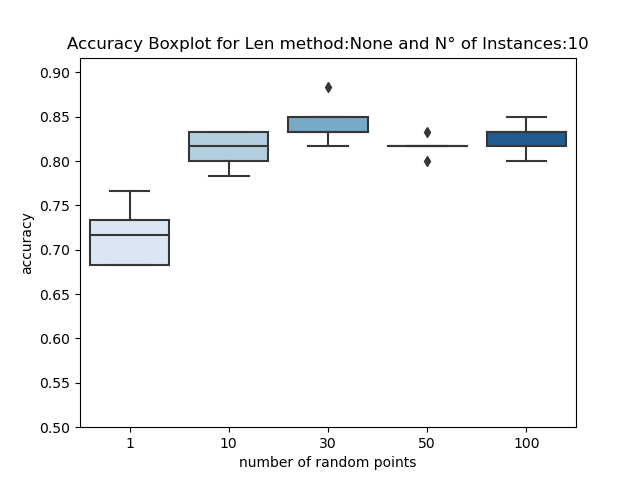 Accuracy Boxplot for Len method:None and N° of Instances:10
0.90
0.85
0.80
0.75
0.70
0.65
0.60
0.55
0.50
accuracy
1 10 30 50 100
number of random points